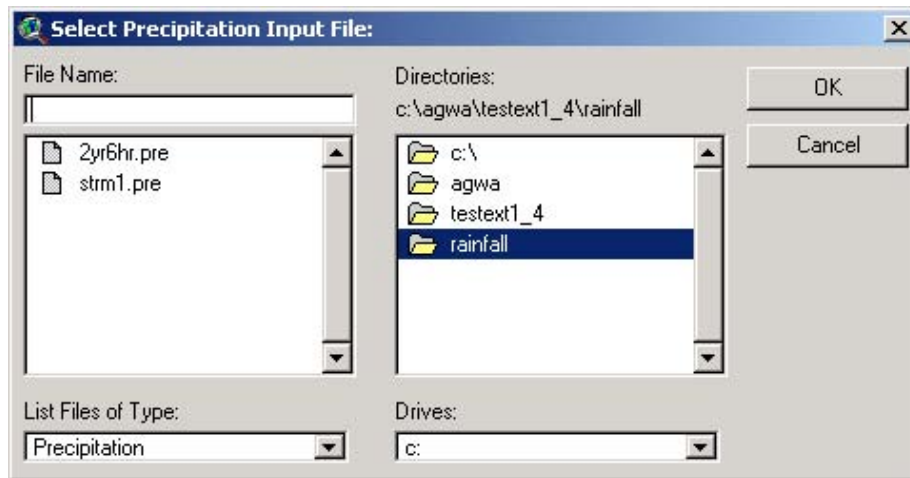 Select Precipitation Input File:
File Name:
2yr6hr.pre
strm1.pre
List Files of Type:
Precipitation
Directories:
c:\agwa\testext1_4\rainfall
c:\
agwa
testext1_4
rainfall
Drives:
c:
OK
Cancel